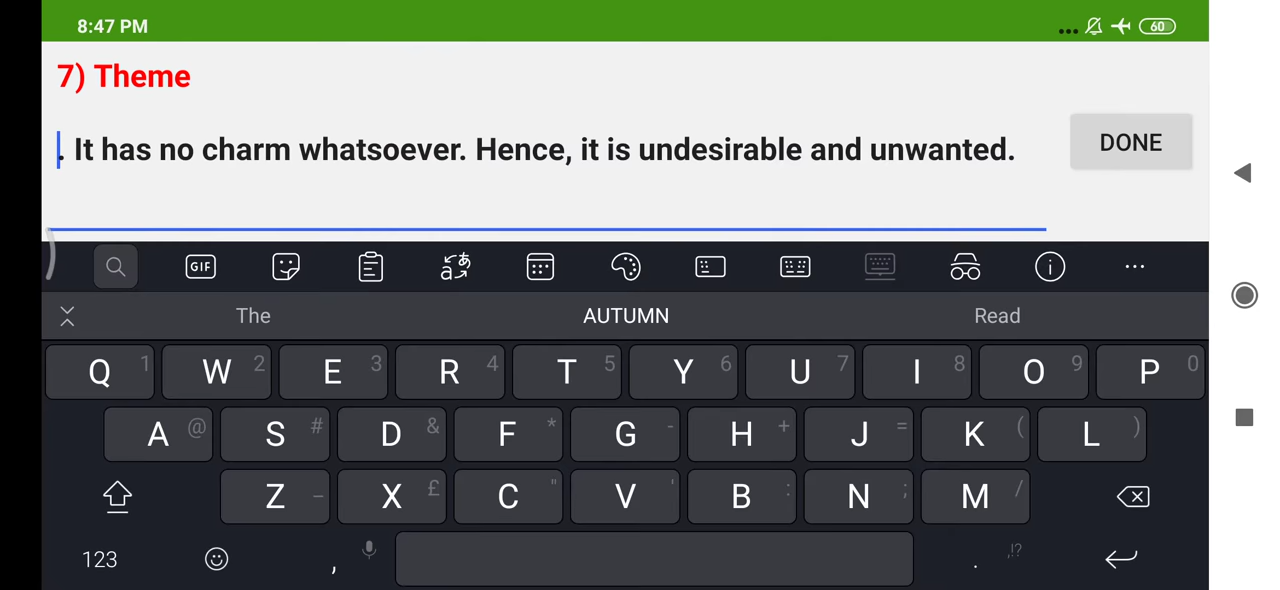 8:47 PM
60
7) Theme
. It has no charm whatsoever. Hence, it is undesirable and unwanted.
DONE
GIF
The AUTUMN Read
Q 1 W 2 E 3 R 4 T 5 Y 6 U 7 I 8 O 9 P 0
A @ S # D & F * G - H + J = K ( L )
Z _ X £ C " V ' B : N ; M /
123 , . ,!?